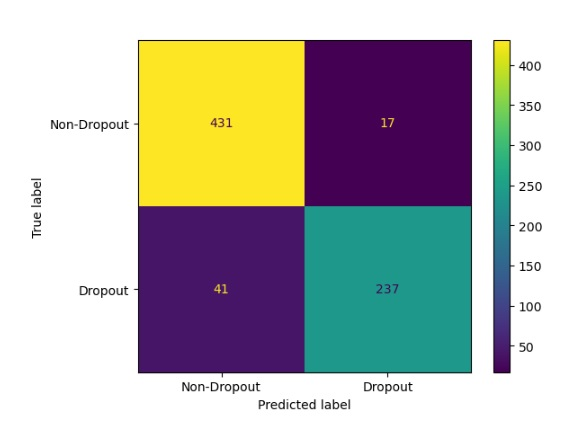 True label
Non-Dropout
431
17
Dropout
41
237
Non-Dropout
Dropout
Predicted label
400
350
300
250
200
150
100
50